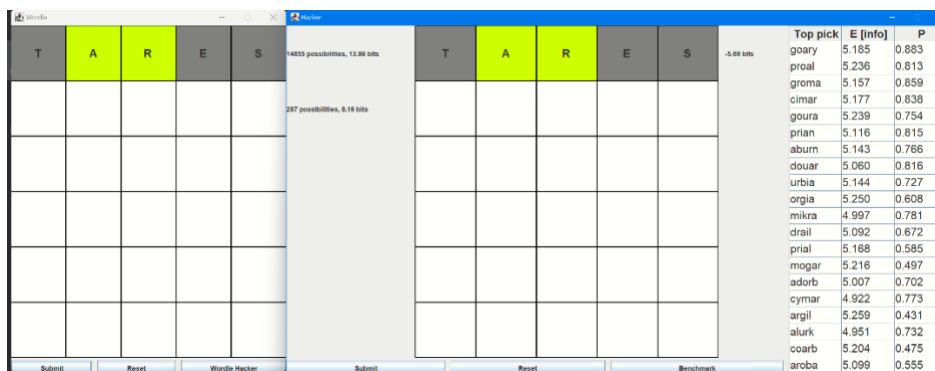 Wordle
Hacker
T A R E S
14855 possibilities, 13.86 bits
T A R E S
-5.69 bits
287 possibilities, 8.16 bits
Top pick E [info] P
goary 5.185 0.883
proal 5.236 0.813
groma 5.157 0.859
cimar 5.177 0.838
goura 5.239 0.754
prian 5.116 0.815
aburn 5.143 0.766
douar 5.060 0.816
urbia 5.144 0.727
orgia 5.250 0.608
mikra 4.997 0.781
drail 5.092 0.672
prial 5.168 0.585
mogar 5.216 0.497
adorb 5.007 0.702
cymar 4.922 0.773
argil 5.259 0.431
alurk 4.951 0.732
coarb 5.204 0.475
aroba 5.099 0.555
Submit Reset Wordle Hacker
Submit Reset Benchmark